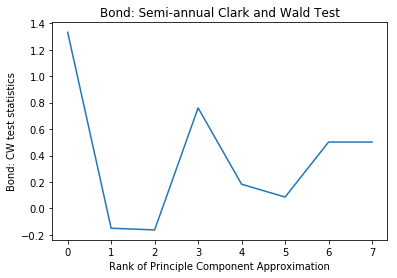 Bond: Semi-annual Clark and Wald Test
Bond: CW test statistics
1.4
1.2
1.0
0.8
0.6
0.4
0.2
0.0
−0.2
0 1 2 3 4 5 6 7
Rank of Principle Component Approximation